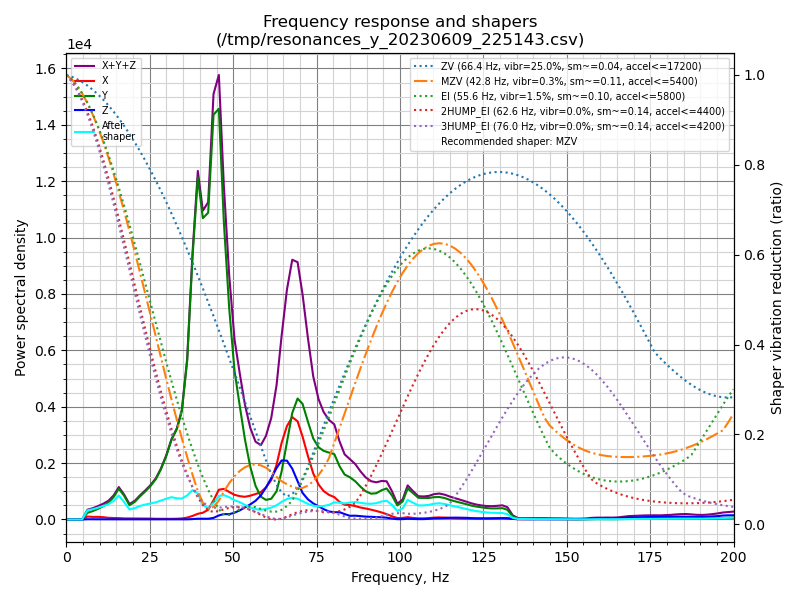 Frequency response and shapers
(/tmp/resonances_y_20230609_225143.csv)
1e4
X+Y+Z
X
Y
Z
After
shaper
ZV (66.4 Hz, vibr=25.0%, sm~=0.04, accel<=17200)
MZV (42.8 Hz, vibr=0.3%, sm~=0.11, accel<=5400)
EI (55.6 Hz, vibr=1.5%, sm~=0.10, accel<=5800)
2HUMP_EI (62.6 Hz, vibr=0.0%, sm~=0.14, accel<=4400)
3HUMP_EI (76.0 Hz, vibr=0.0%, sm~=0.14, accel<=4200)
Recommended shaper: MZV
1.6
1.4
1.2
1.0
0.8
0.6
0.4
0.2
0.0
Power spectral density
1.0
0.8
0.6
0.4
0.2
0.0
Shaper vibration reduction (ratio)
0 25 50 75 100 125 150 175 200
Frequency, Hz